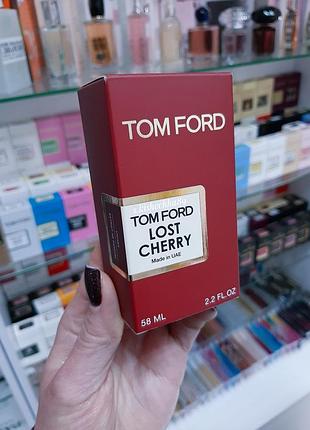 TOM FORD
TOM FORD
LOST
CHERRY
Made in UAE
58 ML
2.2 FL.OZ